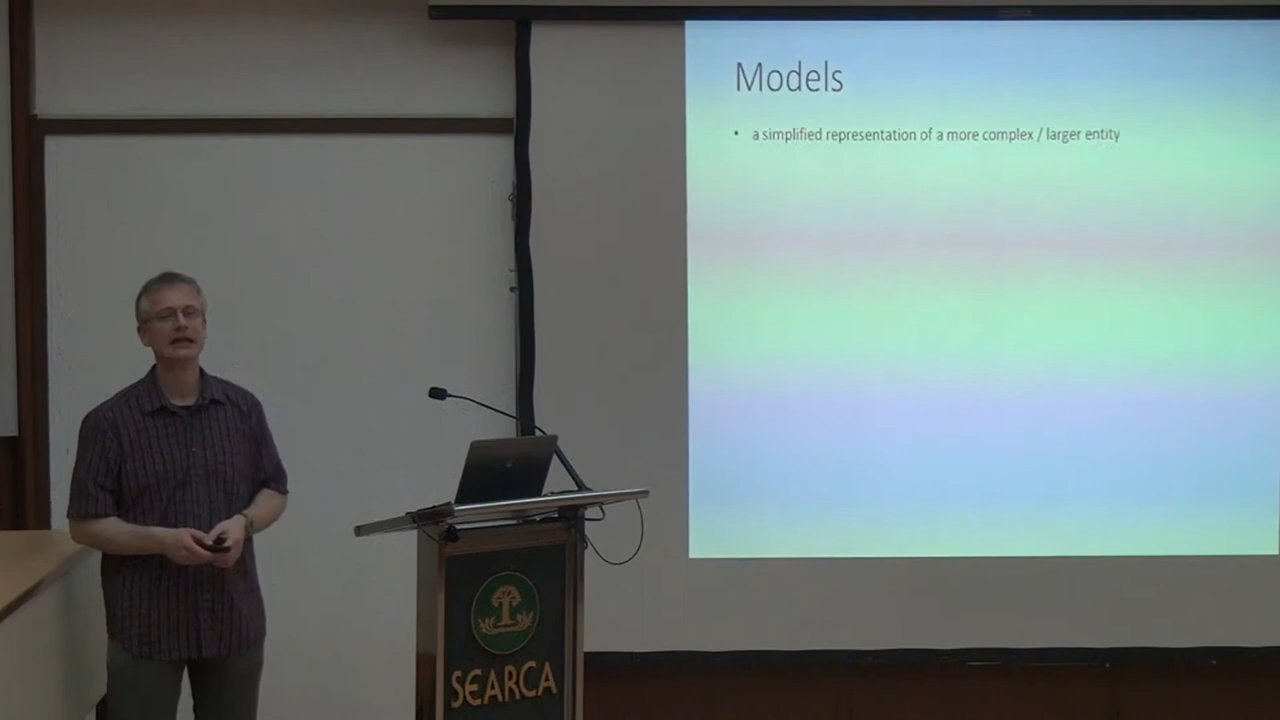 Models
• a simplified representation of a more complex / larger entity
SEARCA